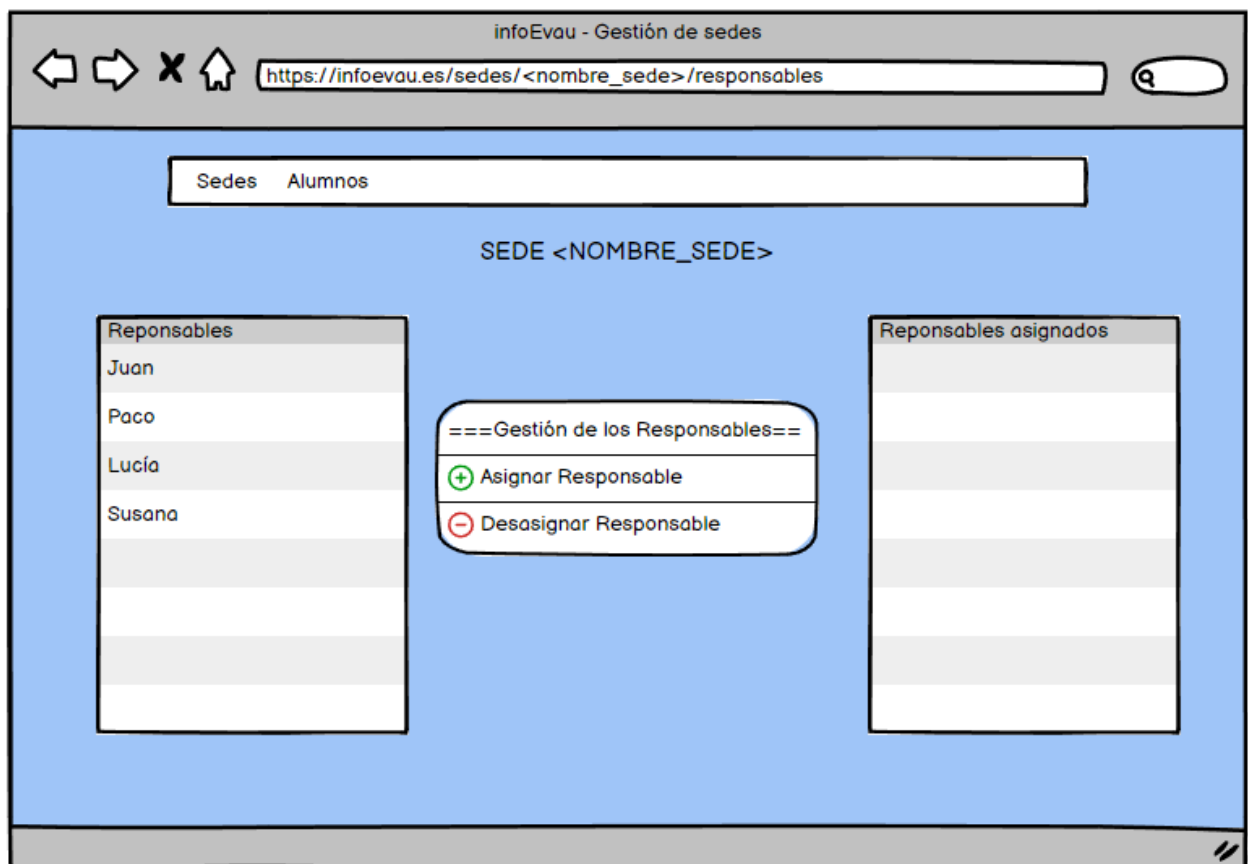 infoEvau - Gestión de sedes
https://infoevau.es/sedes/<nombre_sede>/responsables
Sedes Alumnos
SEDE <NOMBRE_SEDE>
Reponsables
Juan
Paco
Lucía
Susana
===Gestión de los Responsables==
Asignar Responsable
Desasignar Responsable
Reponsables asignados